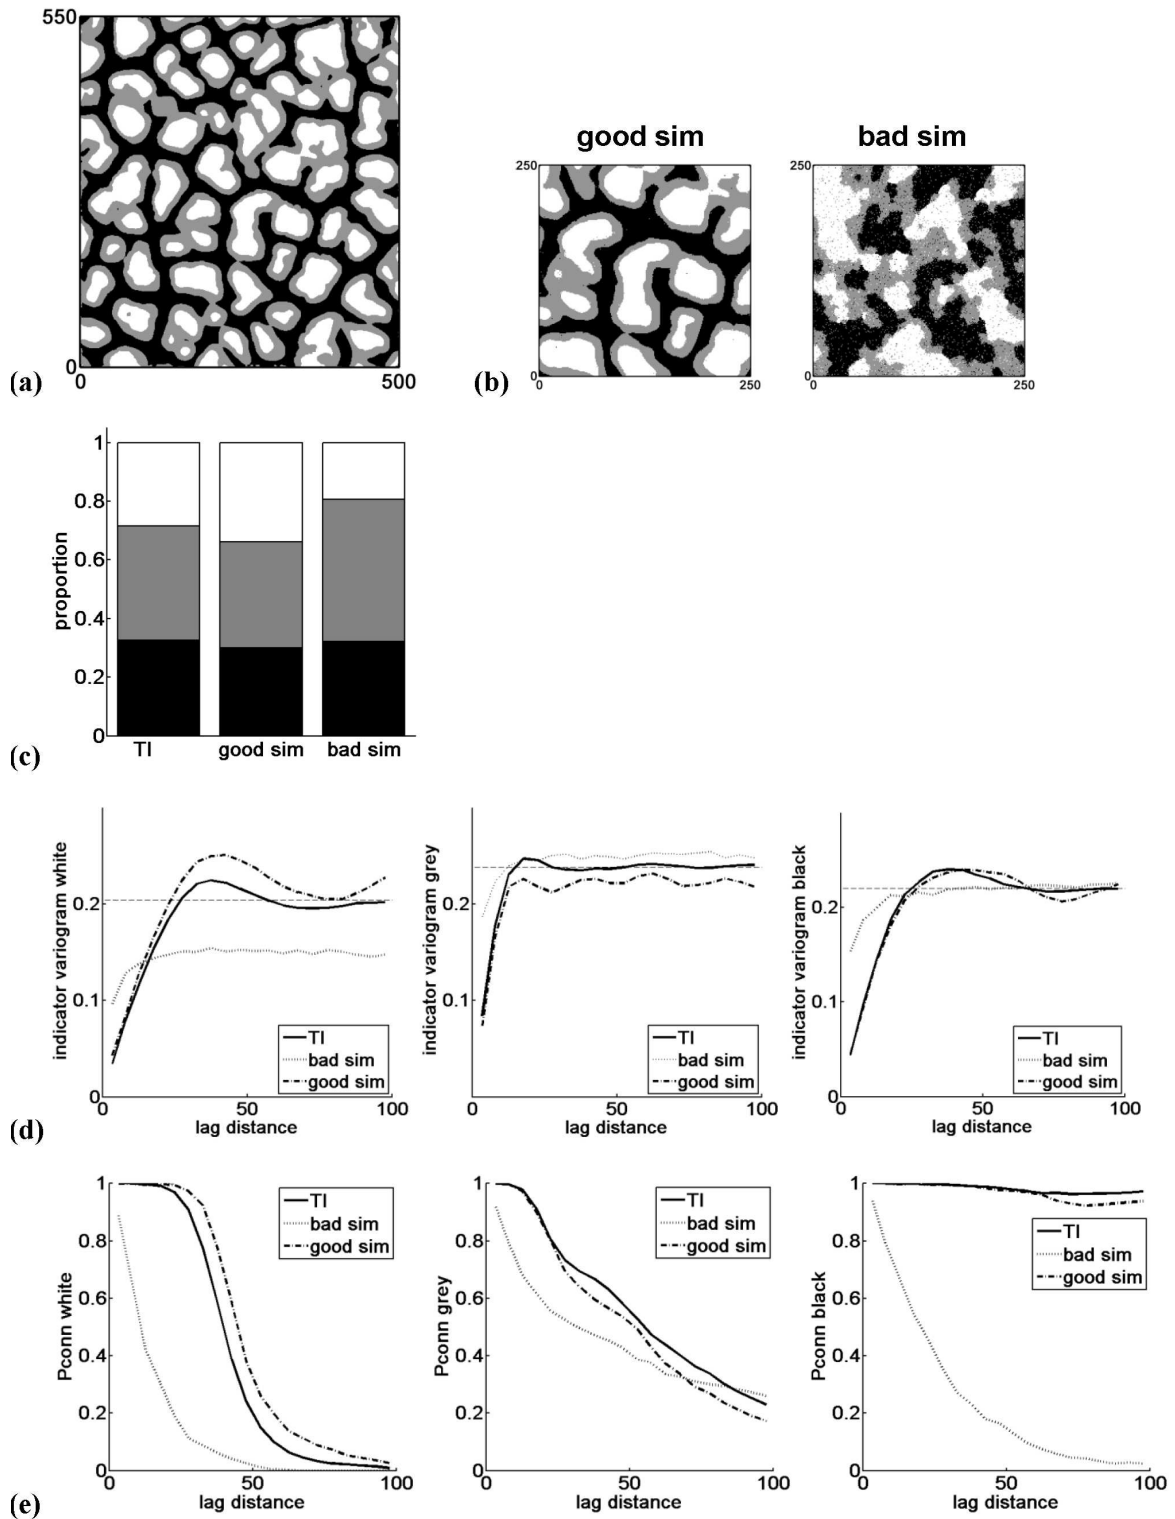 550
0
0
500
(a)
good sim
250
0
0
250
bad sim
250
0
0
250
(b)
1
0.8
0.6
0.4
0.2
0
proportion
TI
good sim
bad sim
(c)
0.2
0.1
0
indicator variogram white
TI
bad sim
good sim
0
50
100
lag distance
0.2
0.1
0
indicator variogram grey
TI
bad sim
good sim
0
50
100
lag distance
0.2
0.1
0
indicator variogram black
TI
bad sim
good sim
0
50
100
lag distance
(d)
1
0.8
0.6
0.4
0.2
0
Pconn white
TI
bad sim
good sim
0
50
100
lag distance
1
0.8
0.6
0.4
0.2
0
Pconn grey
TI
bad sim
good sim
0
50
100
lag distance
1
0.8
0.6
0.4
0.2
0
Pconn black
TI
bad sim
good sim
0
50
100
lag distance
(e)